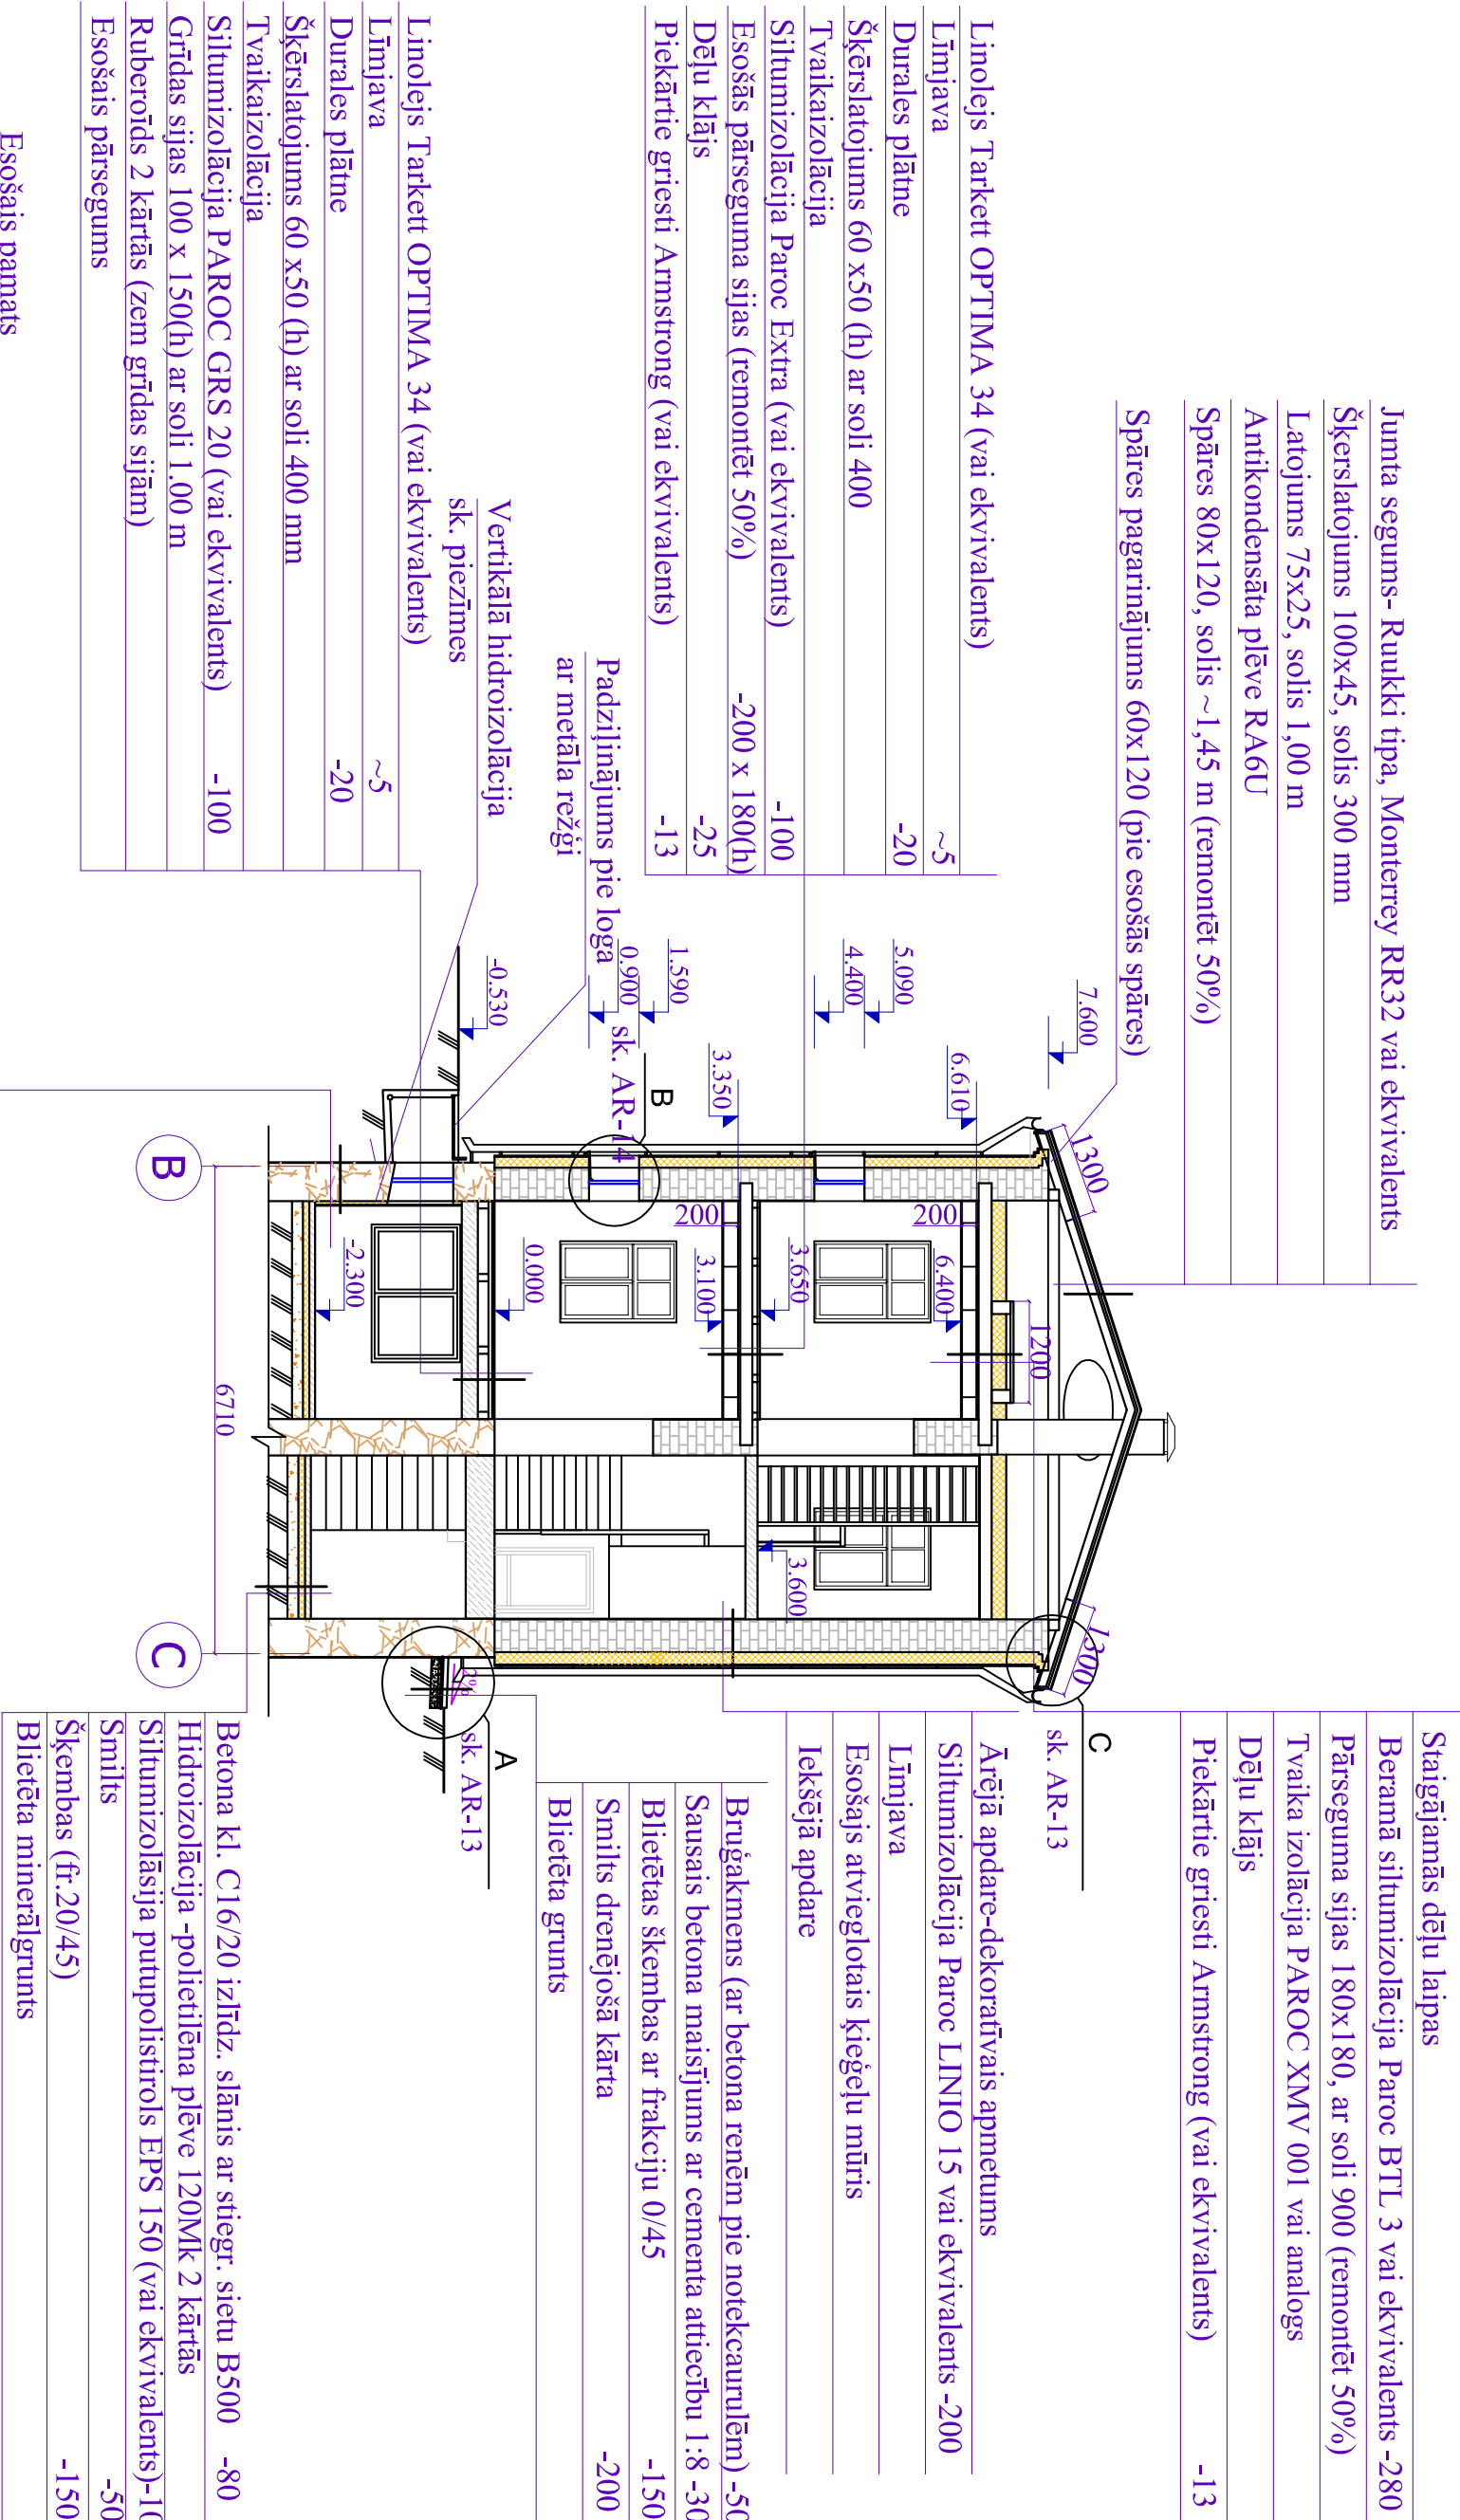 Jumta segums- Ruukki tipa, Monterrey RR32 vai ekvivalents
Šķerslatojums 100x45, solis 300 mm
Latojums 75x25, solis 1,00 m
Antikondensāta plēve RA6U
Spāres 80x120, solis ~1,45 m (remontēt 50%)
Spāres pagarinājums 60x120 (pie esošās spāres)
Linolejs Tarkett OPTIMA 34 (vai ekvivalents)
Līmjava ~5
Durales plātne -20
Šķērslatojums 60 x50 (h) ar soli 400
Tvaikaizolācija
Siltumizolācija Paroc Extra (vai ekvivalents) -100
Esošās pārseguma sijas (remontēt 50%) -200 x 180(h)
Dēļu klājs -25
Piekārtie griesti Armstrong (vai ekvivalents) -13
Padziļinājums pie loga
ar metāla režģi
Vertikālā hidroizolācija
sk. piezīmes
Linolejs Tarkett OPTIMA 34 (vai ekvivalents)
Līmjava ~5
Durales plātne -20
Šķērslatojums 60 x50 (h) ar soli 400 mm
Tvaikaizolācija
Siltumizolācija PAROC GRS 20 (vai ekvivalents) -100
Grīdas sijas 100 x 150(h) ar soli 1.00 m
Ruberoīds 2 kārtās (zem grīdas sijām)
Esošais pārsegums
Esošais pamats
7.600
6.610
5.090
4.400
3.350
1.590
0.900
-0.530
B
sk. AR-14
1300
1200
1300
200
200
6.400
3.650
3.100
0.000
-2.300
3.600
6710
B
C
2%
C
sk. AR-13
A
sk. AR-13
Staigājamās dēļu laipas
Beramā siltumizolācija Paroc BTL 3 vai ekvivalents -280
Pārseguma sijas 180x180, ar soli 900 (remontēt 50%)
Tvaika izolācija PAROC XMV 001 vai analogs
Dēļu klājs
Piekārtie griesti Armstrong (vai ekvivalents) -13
Ārējā apdare-dekoratīvais apmetums
Siltumizolācija Paroc LINIO 15 vai ekvivalents -200
Līmjava
Esošajs atvieglotais ķieģeļu mūris
Iekšējā apdare
Bruģakmens (ar betona renēm pie notekcaurulēm) -50
Sausais betona maisījums ar cementa attiecību 1:8 -30
Blietētas šķembas ar frakciju 0/45 -150
Smilts drenējošā kārta -200
Blietēta grunts
Betona kl. C16/20 izlīdz. slānis ar stiegr. sietu B500 -80
Hidroizolācija -polietilēna plēve 120Mk 2 kārtās
Siltumizolāsija putupolistirols EPS 150 (vai ekvivalents)
Smilts -50
Šķembas (fr.20/45) -150
Blietēta minerālgrunts